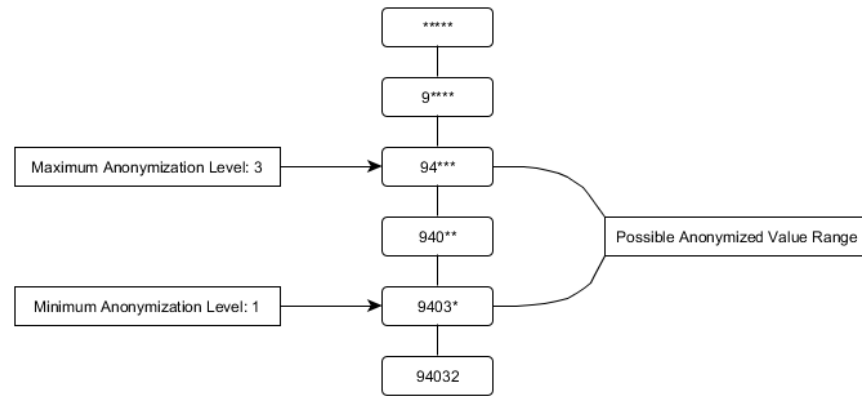 *****
9****
Maximum Anonymization Level: 3
94***
940**
Possible Anonymized Value Range
Minimum Anonymization Level: 1
9403*
94032